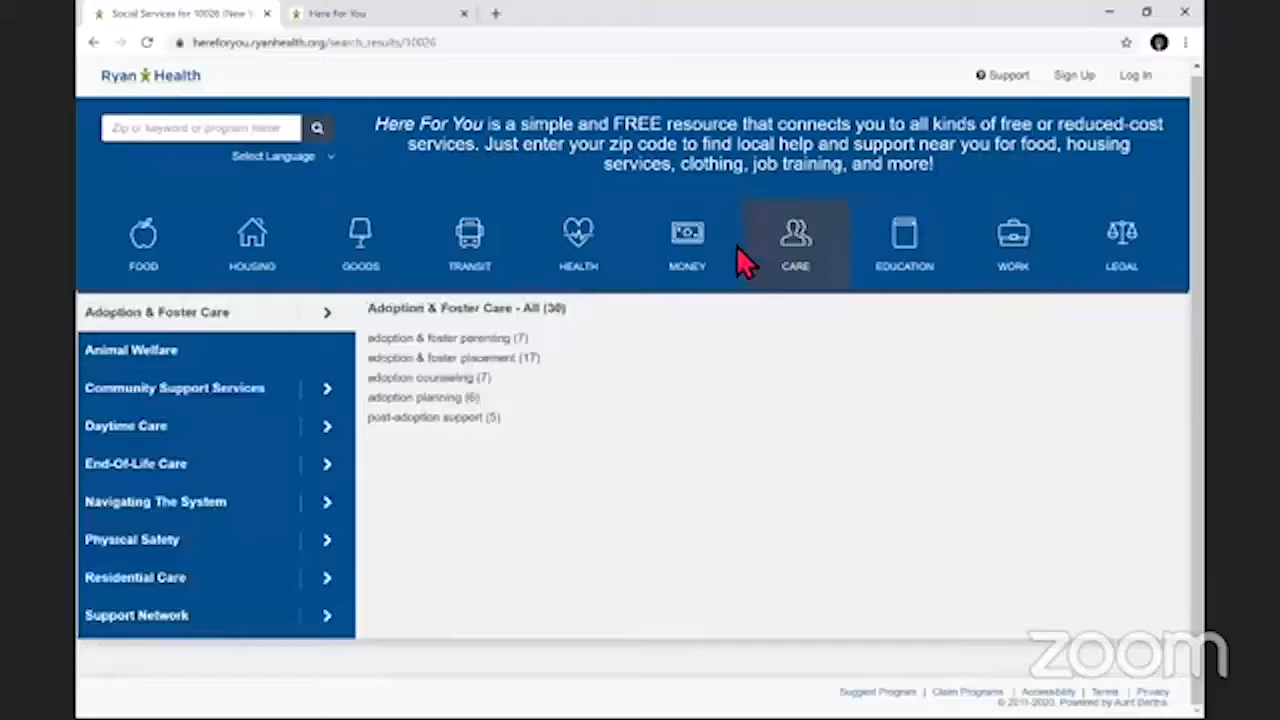 Social Services for 10026 (New Y
Here For You
hereforyou.ryanhealth.org/search_results/10026
Ryan Health
Support
Sign Up
Log In
Zip or keyword or program name
Select Language
Here For You is a simple and FREE resource that connects you to all kinds of free or reduced-cost
services. Just enter your zip code to find local help and support near you for food, housing
services, clothing, job training, and more!
FOOD
HOUSING
GOODS
TRANSIT
HEALTH
MONEY
CARE
EDUCATION
WORK
LEGAL
Adoption & Foster Care
Animal Welfare
Community Support Services
Daytime Care
End-Of-Life Care
Navigating The System
Physical Safety
Residential Care
Support Network
Adoption & Foster Care - All (30)
adoption & foster parenting (7)
adoption & foster placement (17)
adoption counseling (7)
adoption planning (6)
post-adoption support (5)
zoom
Suggest Program | Claim Programs | Accessibility | Terms | Privacy
© 2011-2020, Powered by Aunt Bertha.